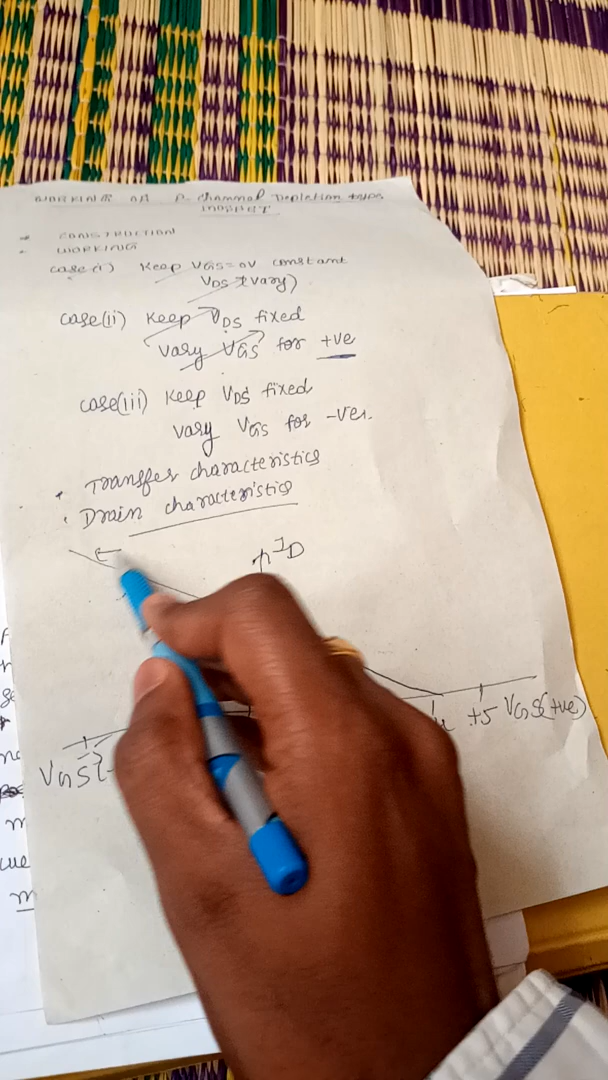 WORKING OF P-channel Depletion type
MOSFET
CONSTRUCTION
WORKING
case(i) Keep VGS=0V constant
VDS ↑(vary)
case(ii) Keep VDS fixed
vary VGS for +ve
case(iii) Keep VDS fixed
vary VGS for -ve
Transfer characteristics
Drain characteristics
ID
+5 VGS(+ve)
VGS(-